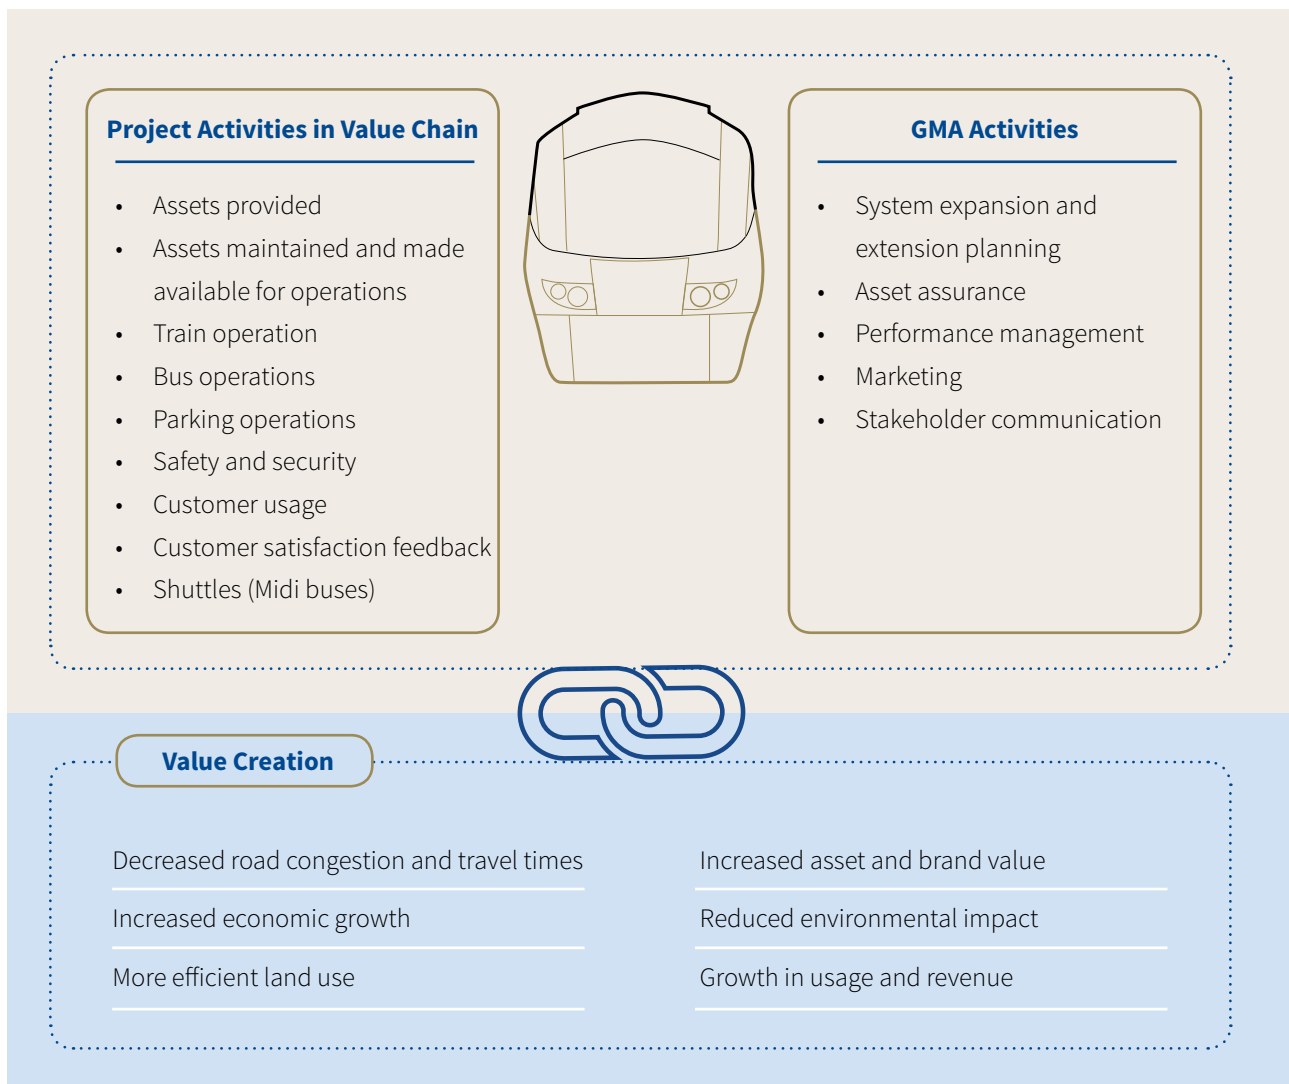 Project Activities in Value Chain
• Assets provided
• Assets maintained and made
available for operations
• Train operation
• Bus operations
• Parking operations
• Safety and security
• Customer usage
• Customer satisfaction feedback
• Shuttles (Midi buses)
GMA Activities
• System expansion and
extension planning
• Asset assurance
• Performance management
• Marketing
• Stakeholder communication
Value Creation
Decreased road congestion and travel times
Increased economic growth
More efficient land use
Increased asset and brand value
Reduced environmental impact
Growth in usage and revenue